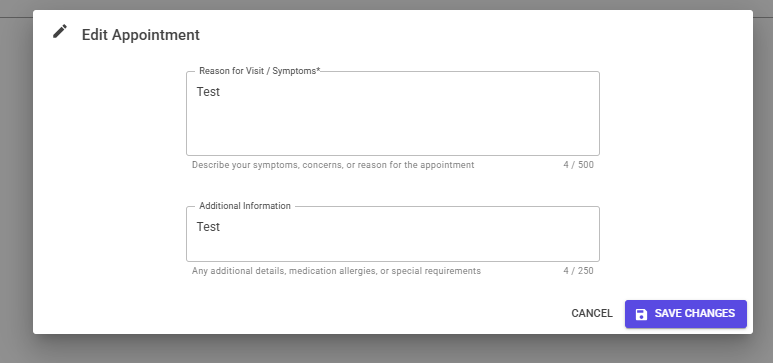 Edit Appointment
Reason for Visit / Symptoms*
Test
Describe your symptoms, concerns, or reason for the appointment 4 / 500
Additional Information
Test
Any additional details, medication allergies, or special requirements 4 / 250
CANCEL SAVE CHANGES